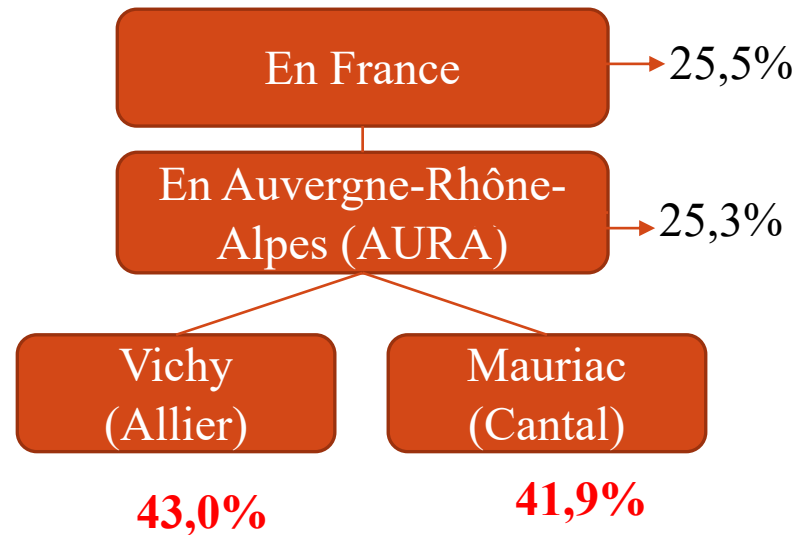 En France
25,5%
En Auvergne-Rhône-
Alpes (AURA)
25,3%
Vichy
(Allier)
Mauriac
(Cantal)
43,0%
41,9%